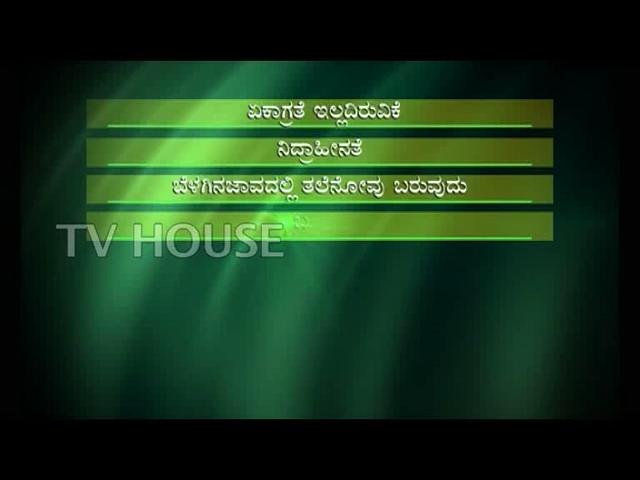 ಏಕಾಗ್ರತೆ ಇಲ್ಲದಿರುವಿಕೆ
ನಿದ್ರಾಹೀನತೆ
ಬೆಳಗಿನಜಾವದಲ್ಲಿ ತಲೆನೋವು ಬರುವುದು
TV HOUSE